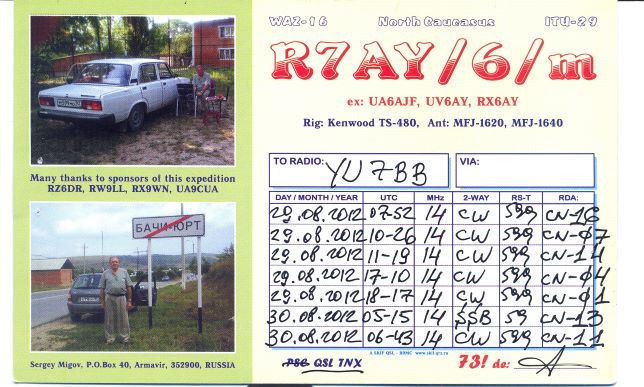 WAZ-16 North Caucasus ITU-29
R7AY/6/m
ex: UA6AJF, UV6AY, RX6AY
Rig: Kenwood TS-480, Ant: MFJ-1620, MFJ-1640
TO RADIO: YU7BB VIA:
DAY / MONTH / YEAR UTC MHz 2-WAY RS-T RDA:
29.08.2012 07-52 14 CW 599 CN-16
29.08.2012 10-26 14 CW 599 CN-07
29.08.2012 11-19 14 CW 599 CN-14
29.08.2012 17-10 14 CW 599 CN-04
29.08.2012 18-17 14 CW 599 CN-01
30.08.2012 05-15 14 SSB 59 CN-13
30.08.2012 06-43 14 CW 599 CN-11
PSE QSL TNX
A SKIF QSL - BBMC www.skif.qrz.ru
73! de:
Many thanks to sponsors of this expedition
RZ6DR, RW9LL, RX9WN, UA9CUA
БАЧИ-ЮРТ
Sergey Migov, P.O.Box 40, Armavir, 352900, RUSSIA